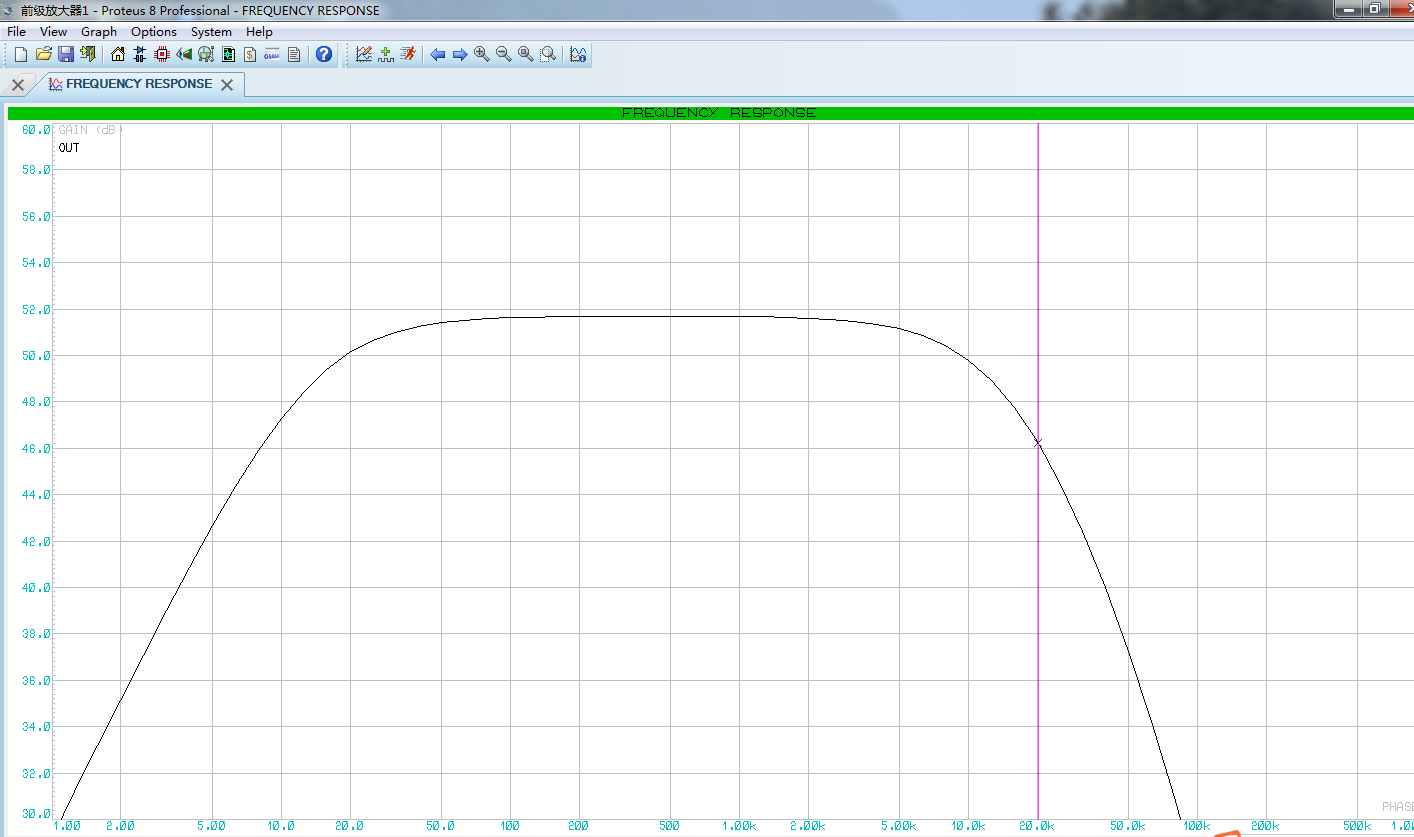 前级放大器1 - Proteus 8 Professional - FREQUENCY RESPONSE
File View Graph Options System Help
FREQUENCY RESPONSE
FREQUENCY RESPONSE
60.0 GAIN (dB)
OUT
58.0
56.0
54.0
52.0
50.0
48.0
46.0
44.0
42.0
40.0
38.0
36.0
34.0
32.0
PHASE
30.0
1.00 2.00 5.00 10.0 20.0 50.0 100 200 500 1.00k 2.00k 5.00k 10.0k 20.0k 50.0k 100k 200k 500k 1.00